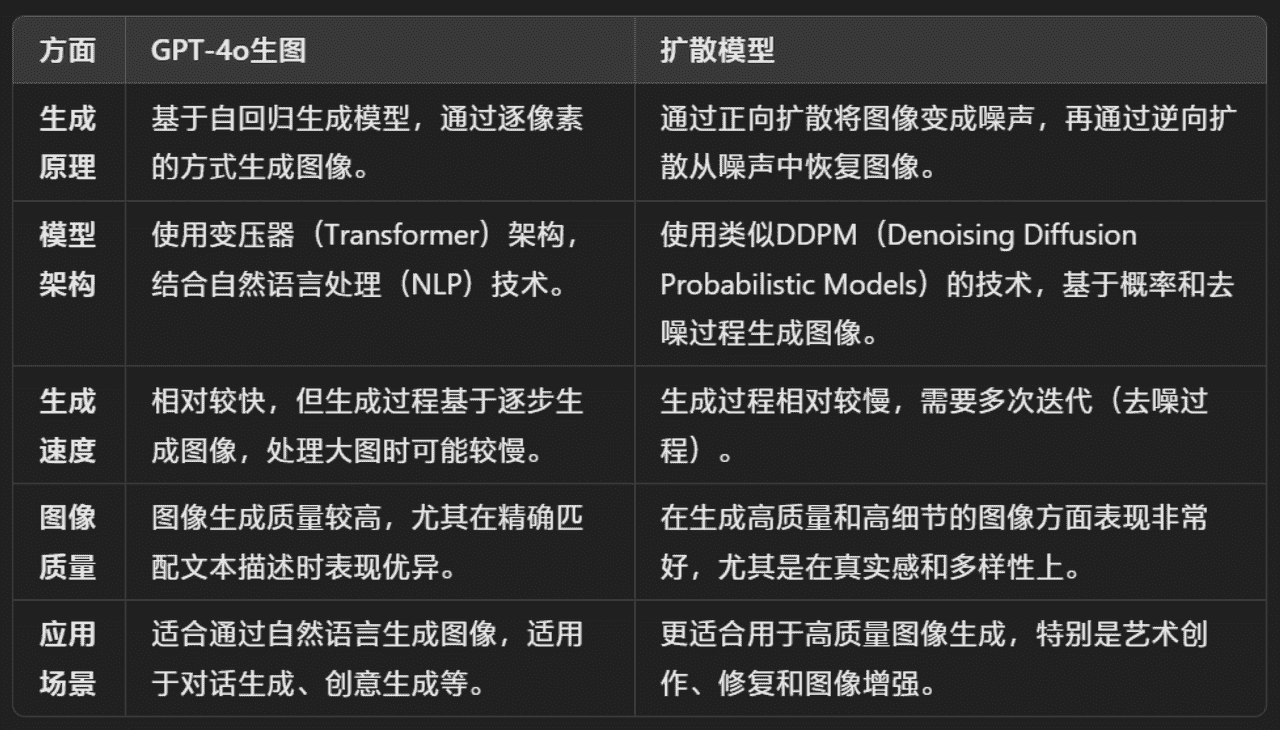 方面
GPT-4o生图
扩散模型
生成
原理
基于自回归生成模型，通过逐像素
的方式生成图像。
通过正向扩散将图像变成噪声，再通过逆向扩
散从噪声中恢复图像。
模型
架构
使用变压器（Transformer）架构，
结合自然语言处理（NLP）技术。
使用类似DDPM（Denoising Diffusion
Probabilistic Models）的技术，基于概率和去
噪过程生成图像。
生成
速度
相对较快，但生成过程基于逐步生
成图像，处理大图时可能较慢。
生成过程相对较慢，需要多次迭代（去噪过
程）。
图像
质量
图像生成质量较高，尤其在精确匹
配文本描述时表现优异。
在生成高质量和高细节的图像方面表现非常
好，尤其是在真实感和多样性上。
应用
场景
适合通过自然语言生成图像，适用
于对话生成、创意生成等。
更适合用于高质量图像生成，特别是艺术创
作、修复和图像增强。